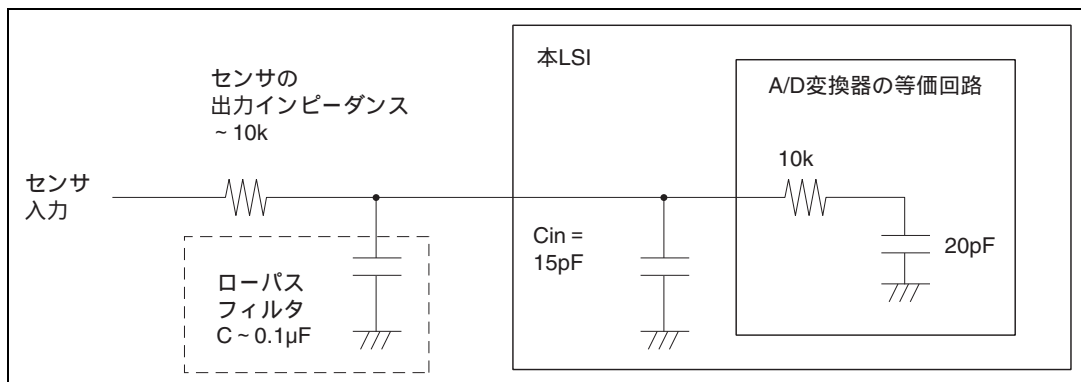 本LSI
センサの
出力インピーダンス
~ 10k
A/D変換器の等価回路
10k
センサ
入力
Cin =
15pF
20pF
ローパス
フィルタ
C ~ 0.1µF